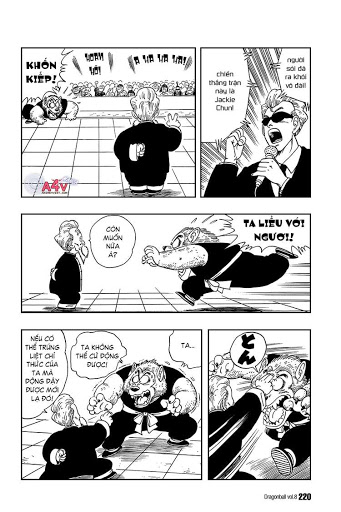 người
sói đã
ra khỏi
võ đài!
chiến
thắng trận
này là
Jackie
Chun!
HOAN
HÔ!
A HA HA HA!
KHỐN
KIẾP!
A4V
TA LIỀU VỚI
NGƯƠI!
CÒN
MUỐN
NỮA
À?
とん
TA...
TA KHÔNG
THỂ CỬ ĐỘNG
ĐƯỢC!
NẾU CÓ
THỂ TRÚNG
LIỆT CHỈ
THỨC CỦA
TA MÀ
ĐỘNG ĐẬY
ĐƯỢC MỚI
LẠ ĐÓ!
Dragonball vol.8 220